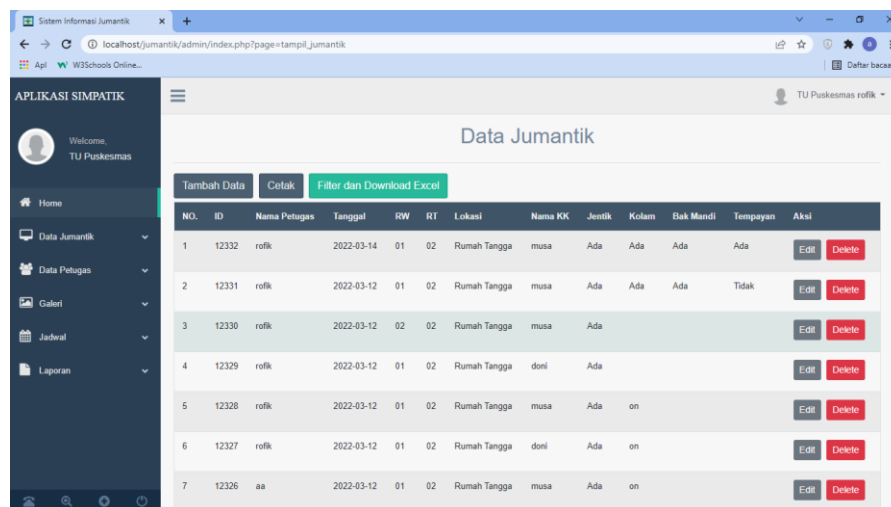 Sistem Informasi Jumantik
localhost/jumantik/admin/index.php?page=tampil_jumantik
Apl W3Schools Online...
Daftar bacaa
APLIKASI SIMPATIK
TU Puskesmas rofik
Welcome,
TU Puskesmas
Home
Data Jumantik
Data Petugas
Galeri
Jadwal
Laporan
Data Jumantik
Tambah Data Cetak Filter dan Download Excel
NO. ID Nama Petugas Tanggal RW RT Lokasi Nama KK Jentik Kolam Bak Mandi Tempayan Aksi
1 12332 rofik 2022-03-14 01 02 Rumah Tangga musa Ada Ada Ada Ada Edit Delete
2 12331 rofik 2022-03-12 01 02 Rumah Tangga musa Ada Ada Ada Tidak Edit Delete
3 12330 rofik 2022-03-12 02 02 Rumah Tangga musa Ada Edit Delete
4 12329 rofik 2022-03-12 01 02 Rumah Tangga doni Ada Edit Delete
5 12328 rofik 2022-03-12 01 02 Rumah Tangga musa Ada on Edit Delete
6 12327 rofik 2022-03-12 01 02 Rumah Tangga doni Ada on Edit Delete
7 12326 aa 2022-03-12 01 02 Rumah Tangga musa Ada on Edit Delete